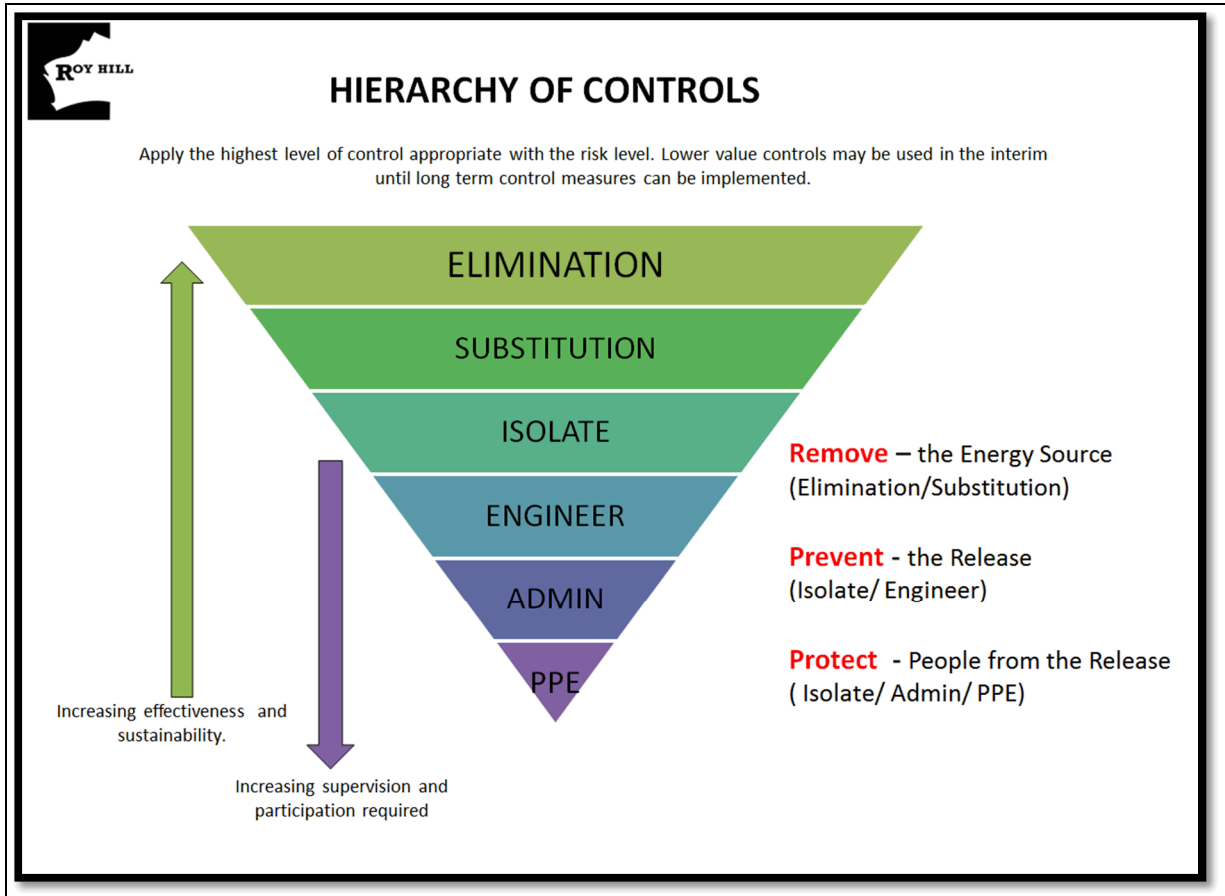 ROY HILL
HIERARCHY OF CONTROLS
Apply the highest level of control appropriate with the risk level. Lower value controls may be used in the interim
until long term control measures can be implemented.
ELIMINATION
SUBSTITUTION
ISOLATE
ENGINEER
ADMIN
PPE
Remove – the Energy Source
(Elimination/Substitution)
Prevent - the Release
(Isolate/ Engineer)
Protect - People from the Release
( Isolate/ Admin/ PPE)
Increasing effectiveness and
sustainability.
Increasing supervision and
participation required